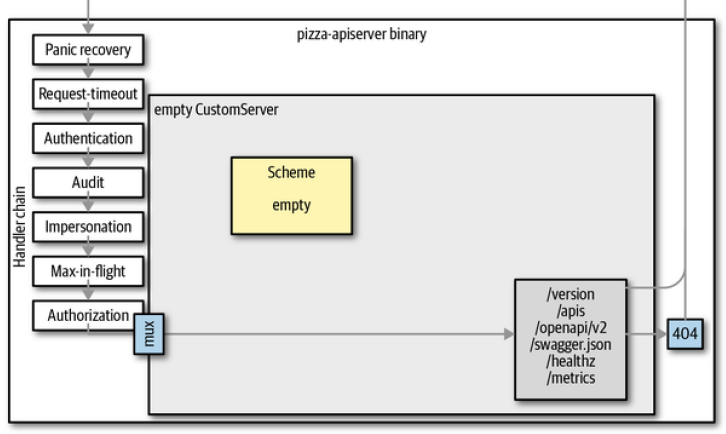 pizza-apiserver binary
Handler chain
Panic recovery
Request-timeout
Authentication
Audit
Impersonation
Max-in-flight
Authorization
mux
empty CustomServer
Scheme
empty
/version
/apis
/openapi/v2
/swagger.json
/healthz
/metrics
404